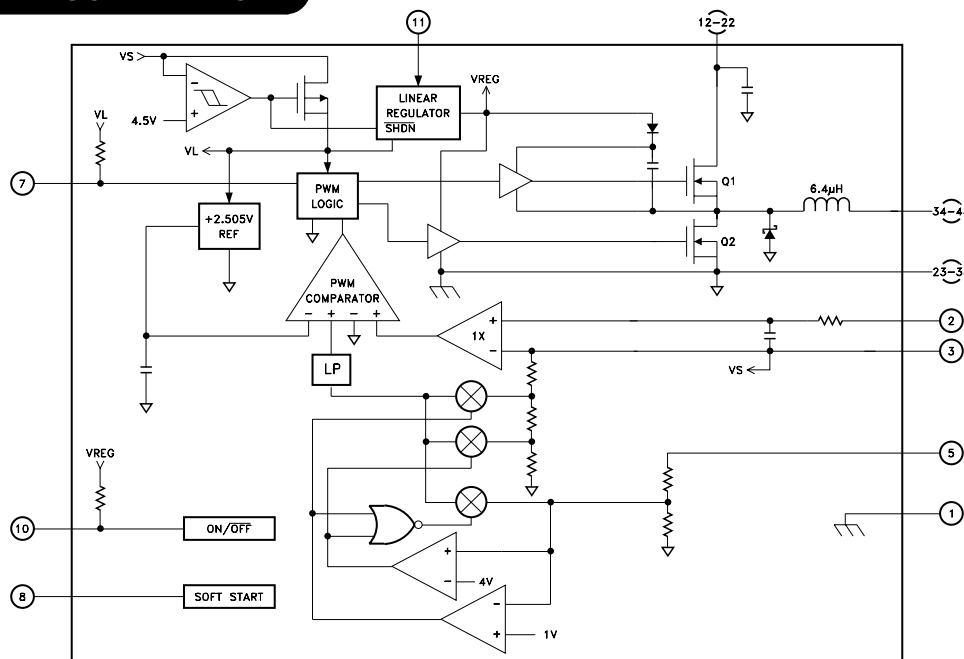 11
12-22
VS
VREG
LINEAR
REGULATOR
SHDN
4.5V
VL
VL
7
PWM
LOGIC
Q1
+2.505V
REF
6.4µH
34-4
Q2
23-3
PWM
COMPARATOR
- + - +
1X
+
-
2
3
VS
LP
VREG
5
10
ON/OFF
1
+
-
4V
8
SOFT START
-
+
1V